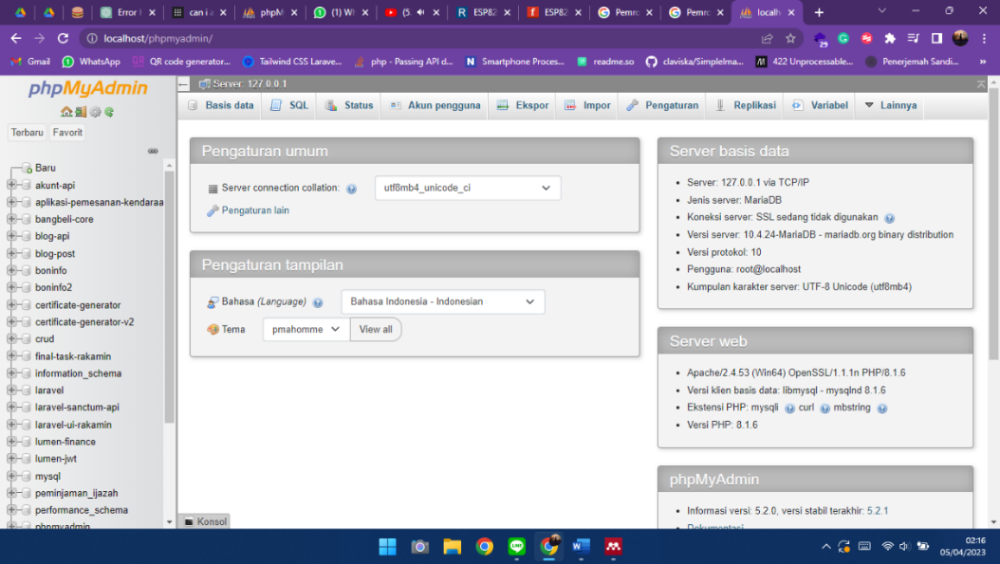 Error I
can i a
phpM
(1) WI
(5.
ESP82
ESP82
Pemro
Pemro
localh
localhost/phpmyadmin/
29
Gmail
WhatsApp
QR code generator...
Tailwind CSS Larave...
php - Passing API d...
Smartphone Proces...
readme.so
claviska/SimpleIma...
422 Unprocessable...
Penerjemah Sandi...
»
phpMyAdmin
Terbaru Favorit
Baru
akunt-api
aplikasi-pemesanan-kendaraa
bangbeli-core
blog-api
blog-post
boninfo
boninfo2
certificate-generator
certificate-generator-v2
crud
final-task-rakamin
information_schema
laravel
laravel-sanctum-api
laravel-ui-rakamin
lumen-finance
lumen-jwt
mysql
peminjaman_ijazah
performance_schema
phpmyadmin
Server: 127.0.0.1
Basis data SQL Status Akun pengguna Ekspor Impor Pengaturan Replikasi Variabel Lainnya
Pengaturan umum
Server connection collation: utf8mb4_unicode_ci
Pengaturan lain
Pengaturan tampilan
Bahasa (Language) Bahasa Indonesia - Indonesian
Tema pmahomme View all
Konsol
Server basis data
• Server: 127.0.0.1 via TCP/IP
• Jenis server: MariaDB
• Koneksi server: SSL sedang tidak digunakan
• Versi server: 10.4.24-MariaDB - mariadb.org binary distribution
• Versi protokol: 10
• Pengguna: root@localhost
• Kumpulan karakter server: UTF-8 Unicode (utf8mb4)
Server web
• Apache/2.4.53 (Win64) OpenSSL/1.1.1n PHP/8.1.6
• Versi klien basis data: libmysql - mysqlnd 8.1.6
• Ekstensi PHP: mysqli curl mbstring
• Versi PHP: 8.1.6
phpMyAdmin
• Informasi versi: 5.2.0, versi stabil terakhir: 5.2.1
• Dokumentasi
02:16
05/04/2023